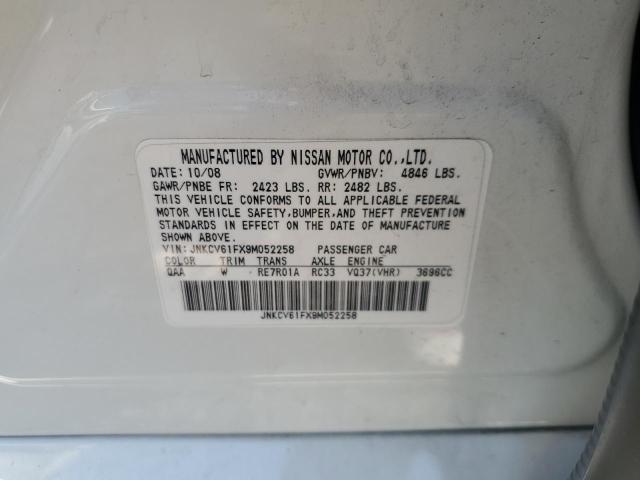 MANUFACTURED BY NISSAN MOTOR CO.,LTD.
DATE: 10/08 GVWR/PNBV: 4846 LBS.
GAWR/PNBE FR: 2423 LBS. RR: 2482 LBS.
THIS VEHICLE CONFORMS TO ALL APPLICABLE FEDERAL
MOTOR VEHICLE SAFETY, BUMPER, AND THEFT PREVENTION
STANDARDS IN EFFECT ON THE DATE OF MANUFACTURE
SHOWN ABOVE.
VIN: JNKCV61FX9M052258 PASSENGER CAR
COLOR TRIM TRANS AXLE ENGINE
QAA W RE7R01A RC33 VQ37(VHR) 3696CC
JNKCV61FX9M052258